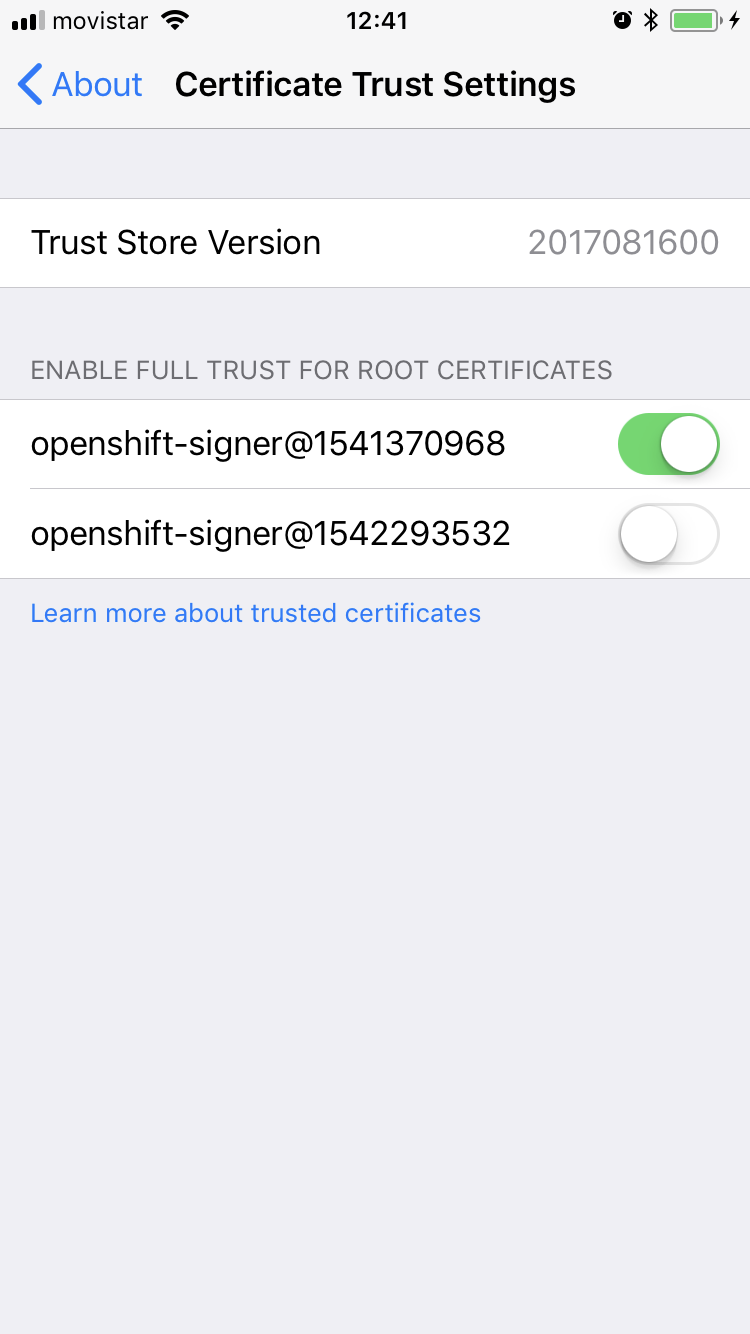 movistar 12:41
About Certificate Trust Settings
Trust Store Version 2017081600
ENABLE FULL TRUST FOR ROOT CERTIFICATES
openshift-signer@1541370968
openshift-signer@1542293532
Learn more about trusted certificates